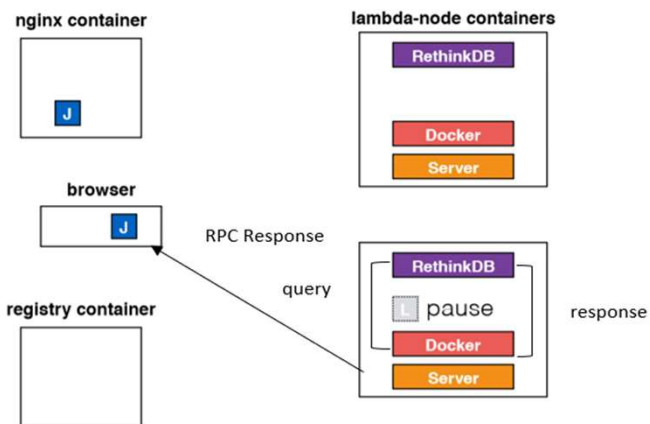 nginx container
J
browser
J
registry container
lambda-node containers
RethinkDB
Docker
Server
RPC Response
query
RethinkDB
L pause
Docker
Server
response